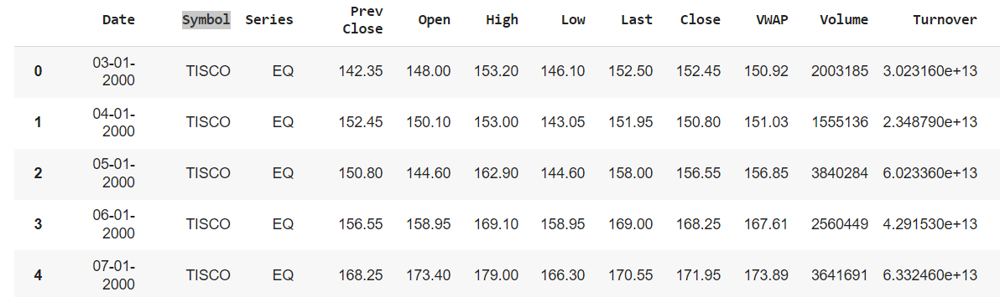 Date Symbol Series Prev Close Open High Low Last Close VWAP Volume Turnover
0 03-01-2000 TISCO EQ 142.35 148.00 153.20 146.10 152.50 152.45 150.92 2003185 3.023160e+13
1 04-01-2000 TISCO EQ 152.45 150.10 153.00 143.05 151.95 150.80 151.03 1555136 2.348790e+13
2 05-01-2000 TISCO EQ 150.80 144.60 162.90 144.60 158.00 156.55 156.85 3840284 6.023360e+13
3 06-01-2000 TISCO EQ 156.55 158.95 169.10 158.95 169.00 168.25 167.61 2560449 4.291530e+13
4 07-01-2000 TISCO EQ 168.25 173.40 179.00 166.30 170.55 171.95 173.89 3641691 6.332460e+13